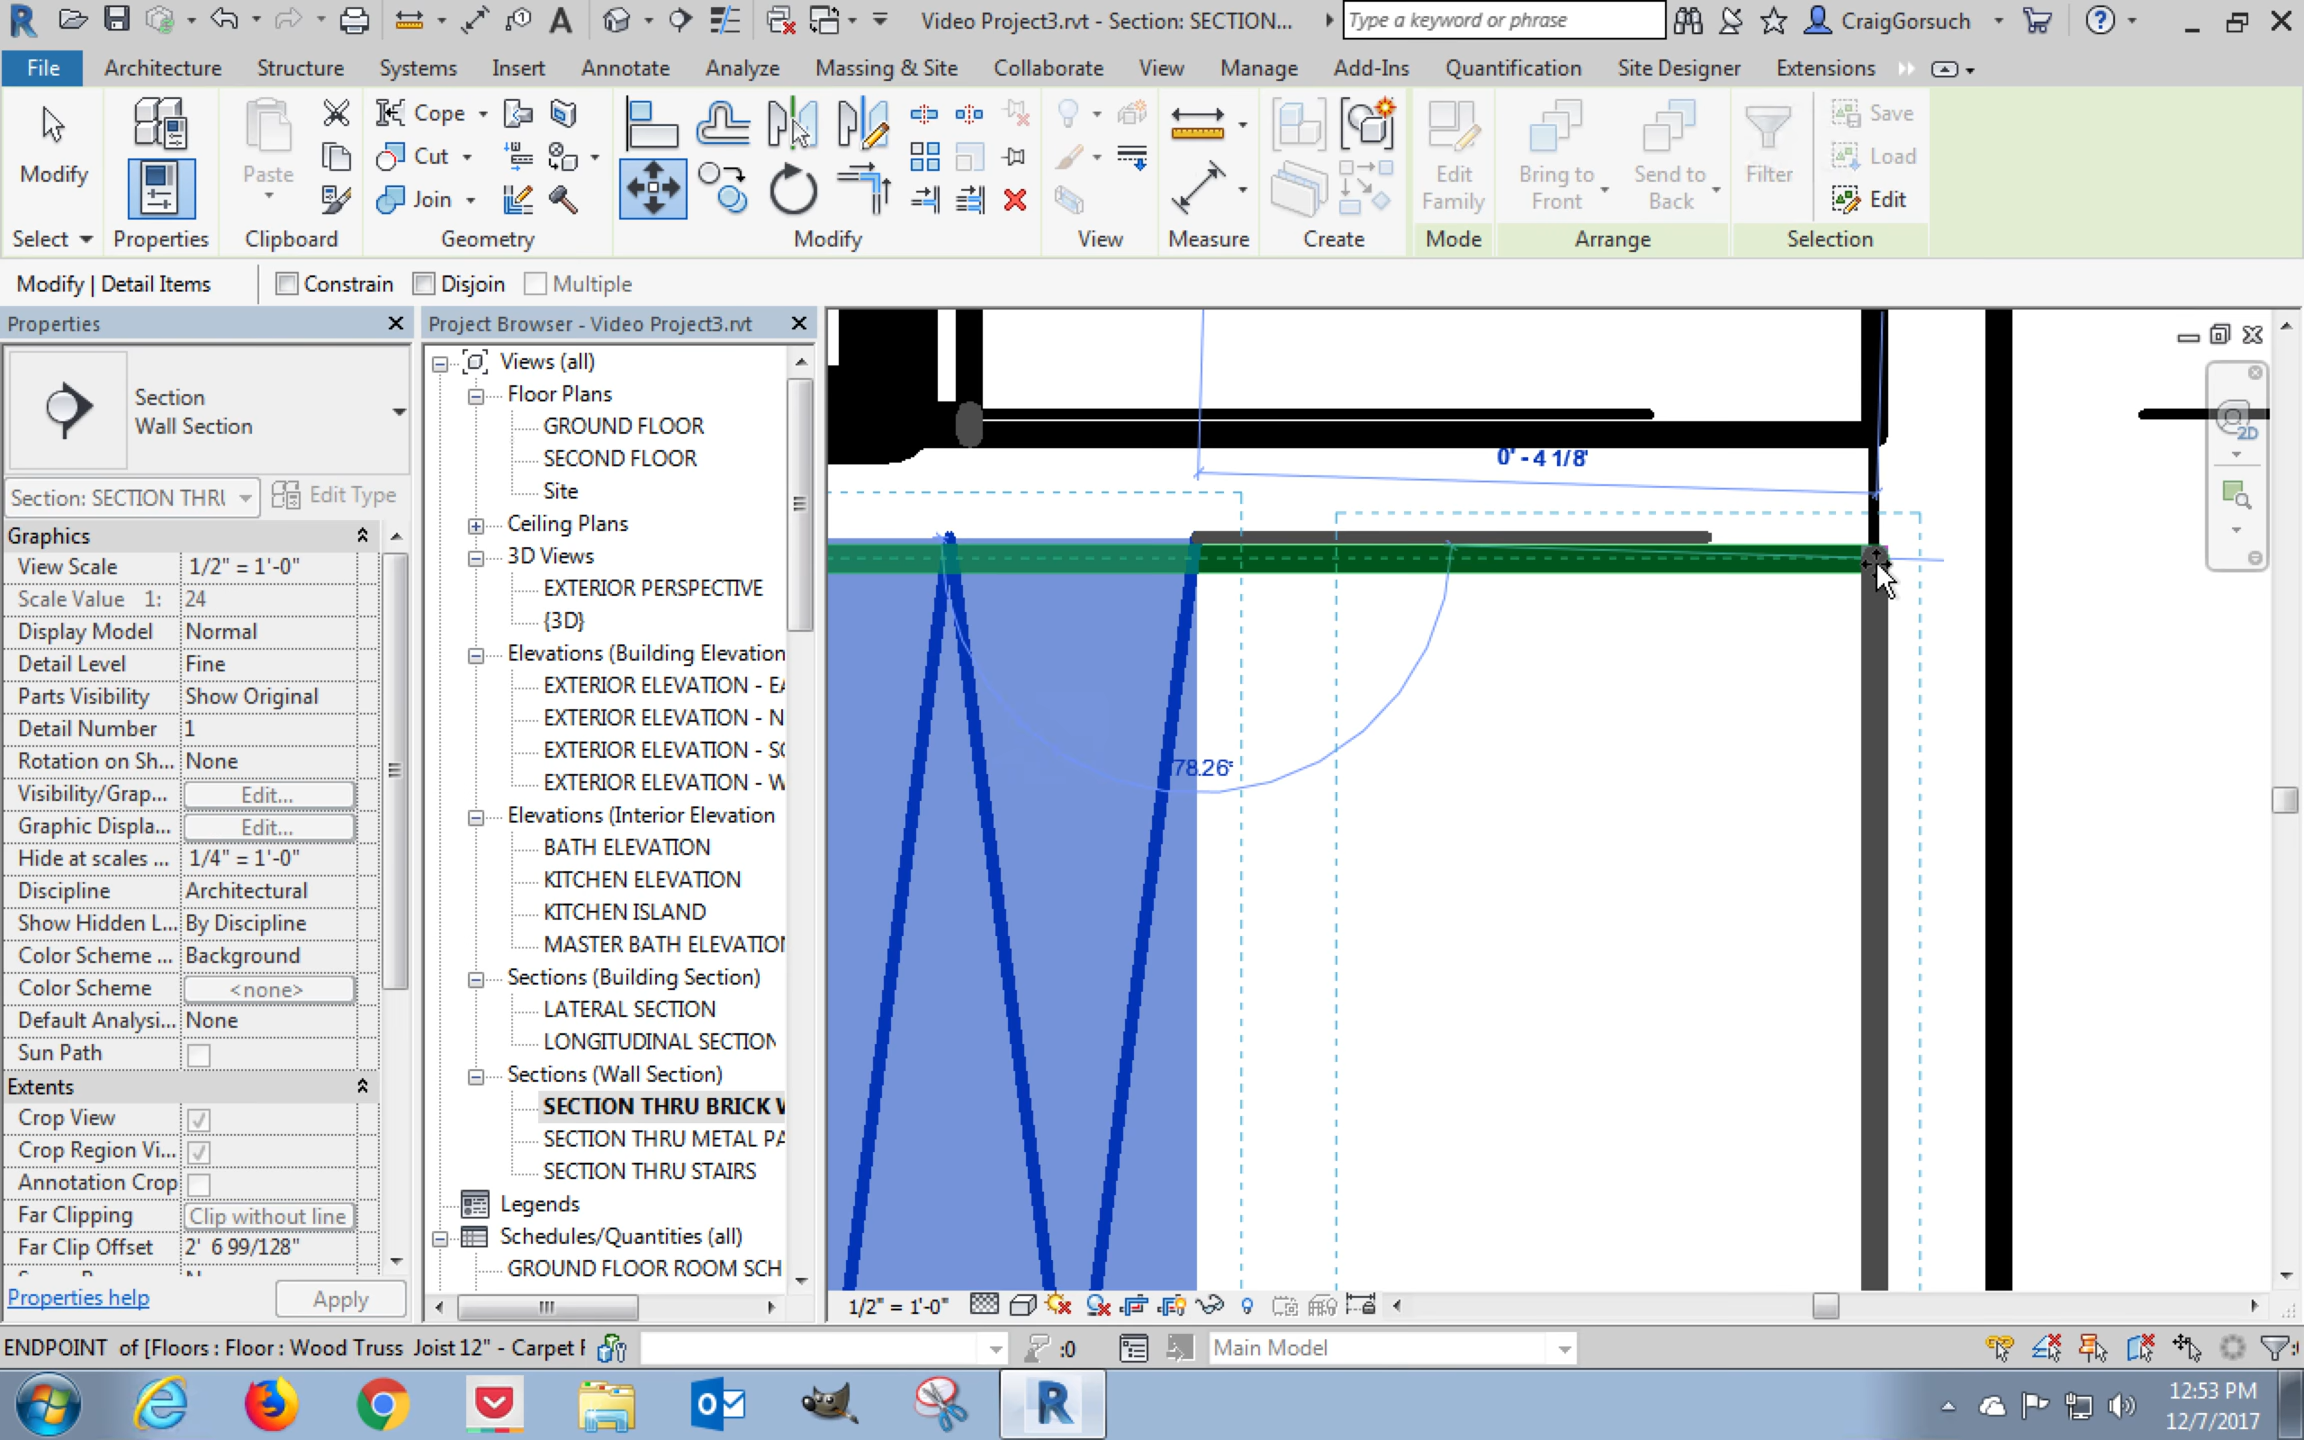 Video Project3.rvt - Section: SECTION...
Type a keyword or phrase
CraigGorsuch
File Architecture Structure Systems Insert Annotate Analyze Massing & Site Collaborate View Manage Add-Ins Quantification Site Designer Extensions
Modify
Paste
Cope
Cut
Join
Edit Family
Bring to Front
Send to Back
Filter
Save
Load
Edit
Select Properties Clipboard Geometry Modify View Measure Create Mode Arrange Selection
Modify | Detail Items Constrain Disjoin Multiple
Properties
Section
Wall Section
Section: SECTION THRU
Edit Type
Graphics
View Scale 1/2" = 1'-0"
Scale Value 1: 24
Display Model Normal
Detail Level Fine
Parts Visibility Show Original
Detail Number 1
Rotation on Sh... None
Visibility/Grap... Edit...
Graphic Displa... Edit...
Hide at scales ... 1/4" = 1'-0"
Discipline Architectural
Show Hidden L... By Discipline
Color Scheme ... Background
Color Scheme <none>
Default Analysi... None
Sun Path
Extents
Crop View
Crop Region Vi...
Annotation Crop
Far Clipping Clip without line
Far Clip Offset 2' 6 99/128"
Properties help
Apply
Project Browser - Video Project3.rvt
Views (all)
Floor Plans
GROUND FLOOR
SECOND FLOOR
Site
Ceiling Plans
3D Views
EXTERIOR PERSPECTIVE
{3D}
Elevations (Building Elevation
EXTERIOR ELEVATION - EA
EXTERIOR ELEVATION - N
EXTERIOR ELEVATION - SO
EXTERIOR ELEVATION - W
Elevations (Interior Elevation
BATH ELEVATION
KITCHEN ELEVATION
KITCHEN ISLAND
MASTER BATH ELEVATION
Sections (Building Section)
LATERAL SECTION
LONGITUDINAL SECTION
Sections (Wall Section)
SECTION THRU BRICK W
SECTION THRU METAL PA
SECTION THRU STAIRS
Legends
Schedules/Quantities (all)
GROUND FLOOR ROOM SCH
0' - 4 1/8"
78.26°
2D
1/2" = 1'-0"
ENDPOINT of [Floors : Floor : Wood Truss Joist 12" - Carpet F
:0
Main Model
12:53 PM
12/7/2017